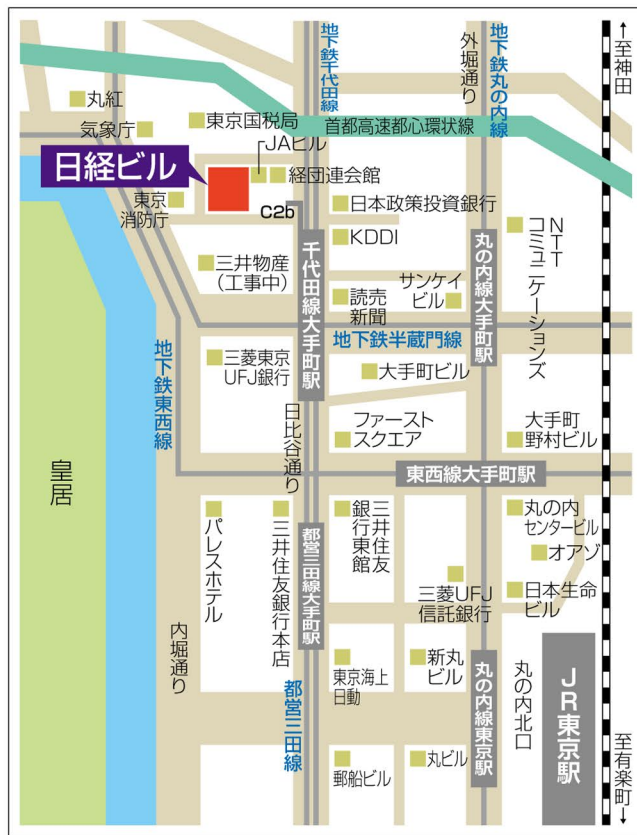 ←至神田
地下鉄千代田線
外堀通り
地下鉄丸の内線
丸紅
気象庁
東京国税局
首都高速都心環状線
JAビル
日経ビル
経団連会館
東京
消防庁
C2b
日本政策投資銀行
KDDI
NTT
コミュニケーションズ
千代田線大手町駅
丸の内線大手町駅
三井物産
（工事中）
サンケイ
ビル
読売
新聞
地下鉄半蔵門線
地下鉄東西線
三菱東京
UFJ銀行
大手町ビル
日比谷通り
ファースト
スクエア
大手町
野村ビル
東西線大手町駅
皇居
パレスホテル
三井住友銀行本店
都営三田線大手町駅
三井住友
銀行東館
丸の内
センタービル
オアゾ
三菱UFJ
信託銀行
日本生命
ビル
内堀通り
都営三田線
東京海上
日動
新丸
ビル
丸の内線東京駅
丸の内北口
JR東京駅
郵船ビル
丸ビル
至有楽町→